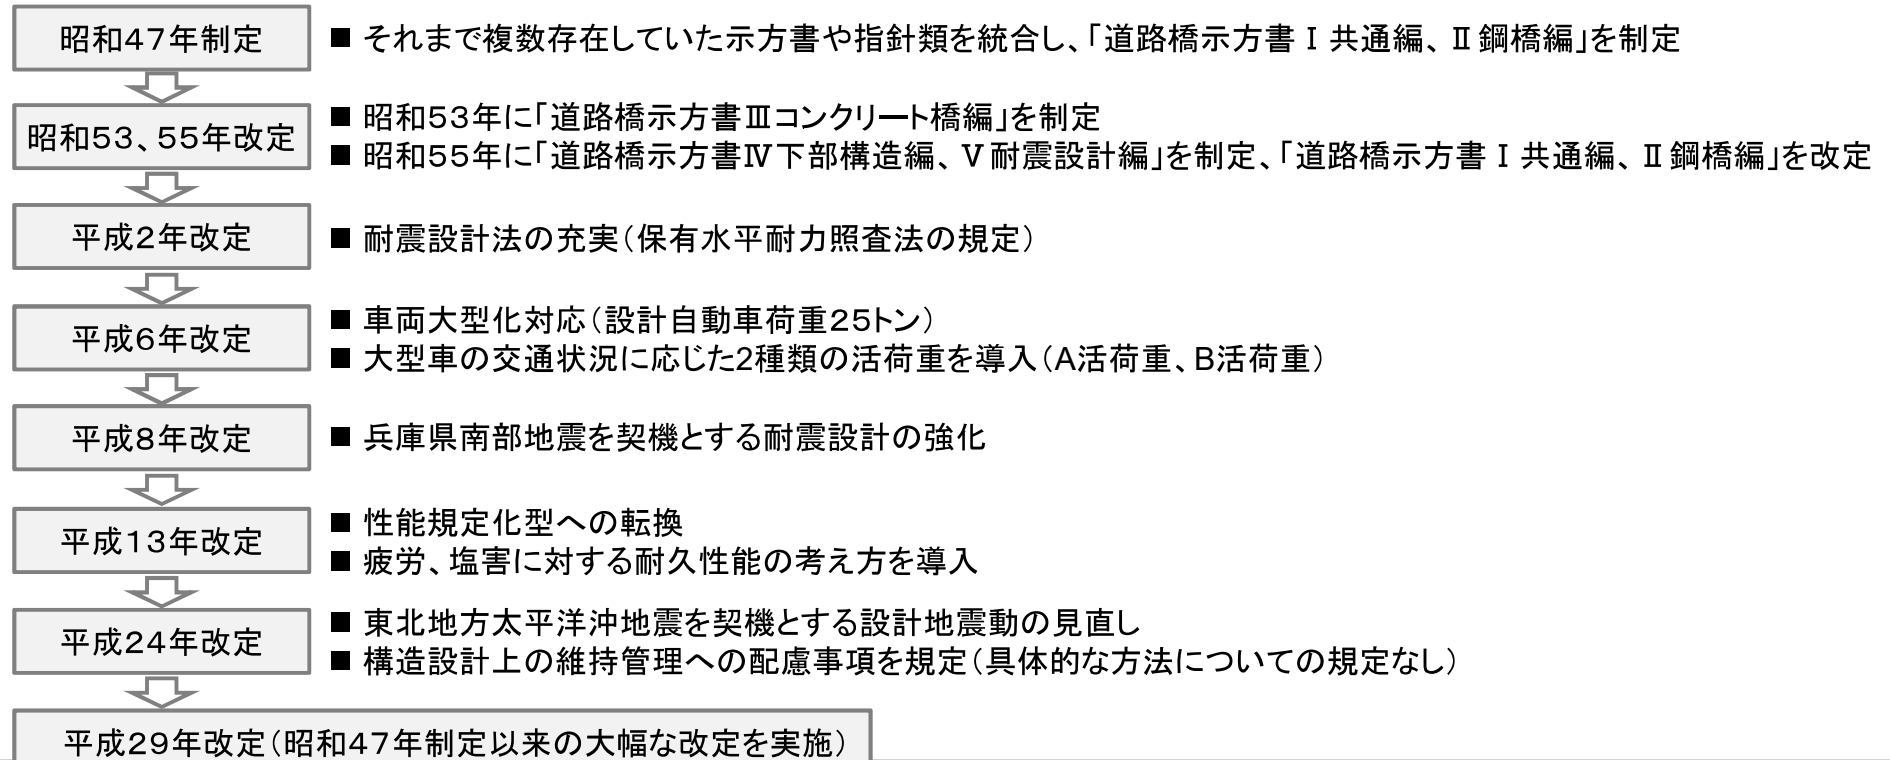 昭和47年制定
■ それまで複数存在していた示方書や指針類を統合し、「道路橋示方書Ⅰ共通編、Ⅱ鋼橋編」を制定
昭和53、55年改定
■ 昭和53年に「道路橋示方書Ⅲコンクリート橋編」を制定
■ 昭和55年に「道路橋示方書Ⅳ下部構造編、Ⅴ耐震設計編」を制定、「道路橋示方書Ⅰ共通編、Ⅱ鋼橋編」を改定
平成2年改定
■ 耐震設計法の充実（保有水平耐力照査法の規定）
平成6年改定
■ 車両大型化対応（設計自動車荷重25トン）
■ 大型車の交通状況に応じた2種類の活荷重を導入（A活荷重、B活荷重）
平成8年改定
■ 兵庫県南部地震を契機とする耐震設計の強化
平成13年改定
■ 性能規定化型への転換
■ 疲労、塩害に対する耐久性能の考え方を導入
平成24年改定
■ 東北地方太平洋沖地震を契機とする設計地震動の見直し
■ 構造設計上の維持管理への配慮事項を規定（具体的な方法についての規定なし）
平成29年改定（昭和47年制定以来の大幅な改定を実施）